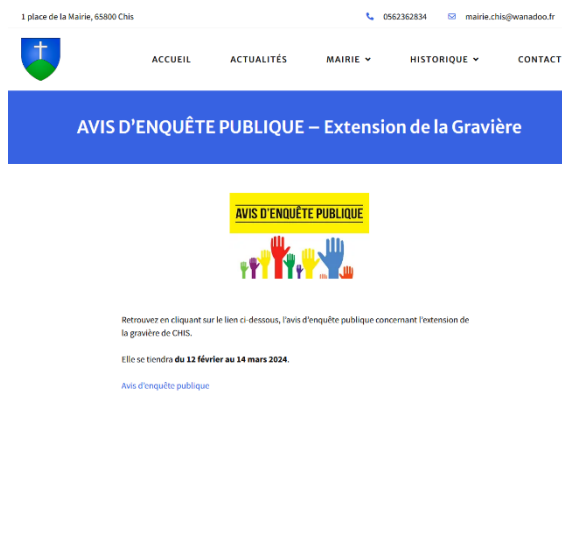 1 place de la Mairie, 65800 Chis
0562362834
mairie.chis@wanadoo.fr
ACCUEIL
ACTUALITÉS
MAIRIE
HISTORIQUE
CONTACT
AVIS D'ENQUÊTE PUBLIQUE – Extension de la Gravière
AVIS D'ENQUÊTE PUBLIQUE
Retrouvez en cliquant sur le lien ci-dessous, l'avis d'enquête publique concernant l'extension de
la gravière de CHIS.
Elle se tiendra du 12 février au 14 mars 2024.
Avis d'enquête publique